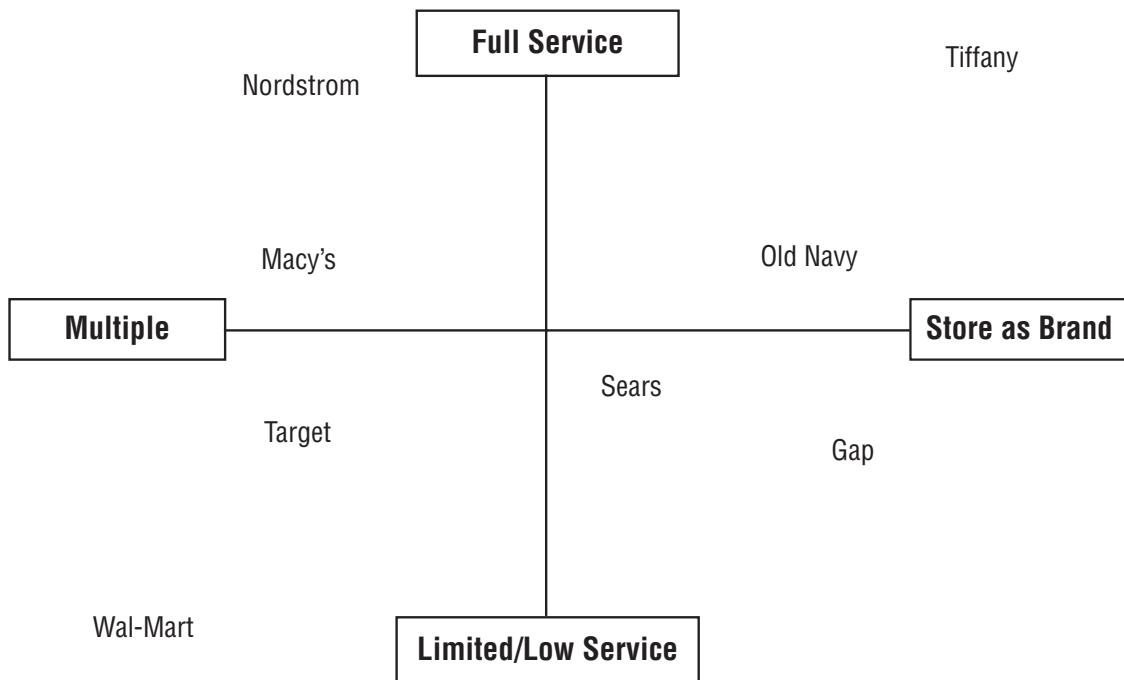 Full Service
Tiffany
Nordstrom
Macy’s
Old Navy
Multiple
Store as Brand
Sears
Target
Gap
Wal-Mart
Limited/Low Service